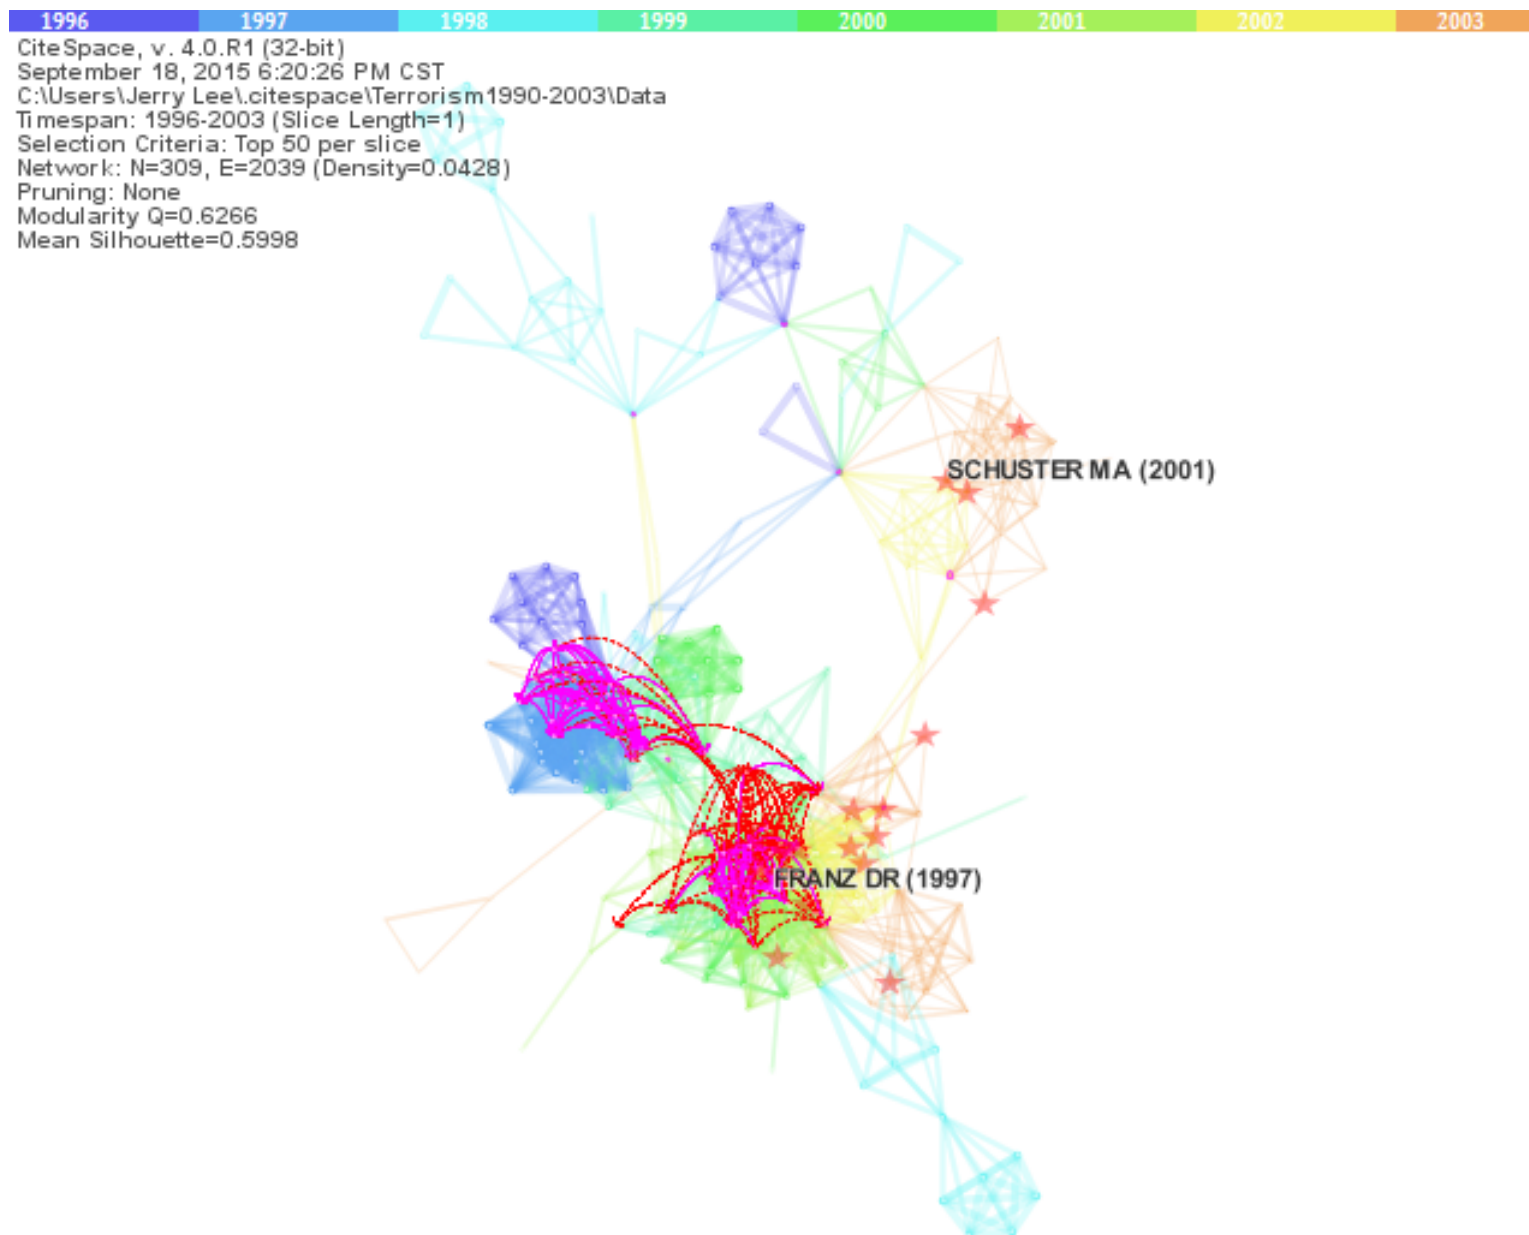 1996 1997 1998 1999 2000 2001 2002 2003
CiteSpace, v. 4.0.R1 (32-bit)
September 18, 2015 6:20:26 PM CST
C:\Users\Jerry Lee\.citespace\Terrorism1990-2003\Data
Timespan: 1996-2003 (Slice Length=1)
Selection Criteria: Top 50 per slice
Network: N=309, E=2039 (Density=0.0428)
Pruning: None
Modularity Q=0.6266
Mean Silhouette=0.5998
SCHUSTER MA (2001)
FRANZ DR (1997)